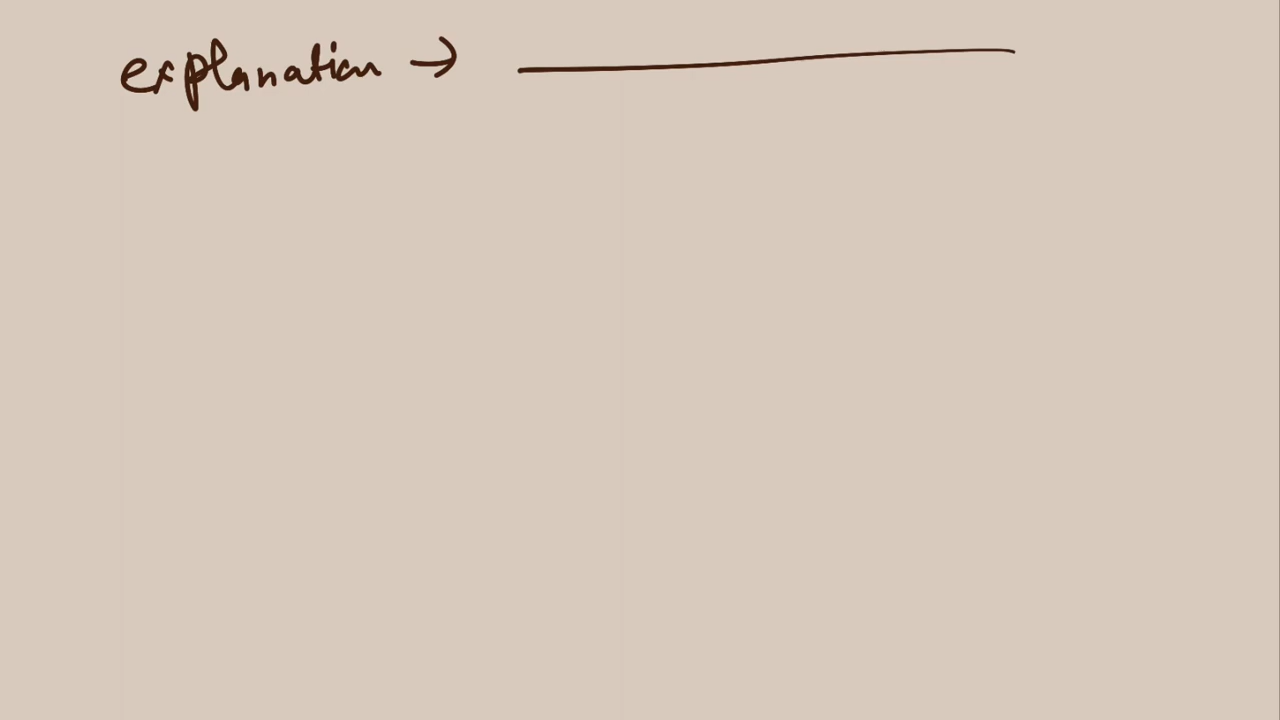 explanation → ⸺